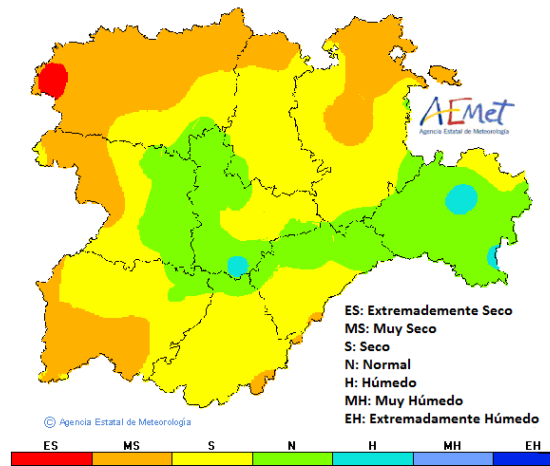 AEMet
Agencia Estatal de Meteorología
ES: Extremademente Seco
MS: Muy Seco
S: Seco
N: Normal
H: Húmedo
MH: Muy Húmedo
EH: Extremadamente Húmedo
© Agencia Estatal de Meteorología
ES MS S N H MH EH